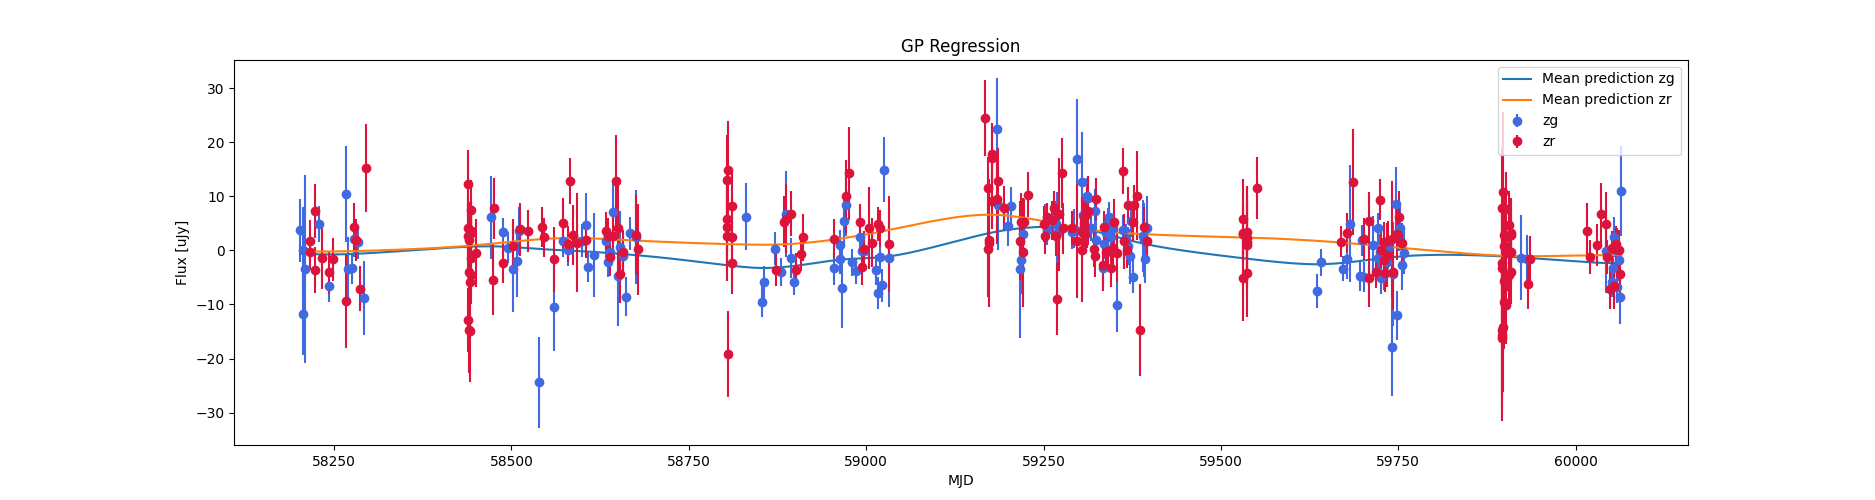 GP Regression
Mean prediction zg
Mean prediction zr
zg
zr
Flux [uJy]
30
20
10
0
−10
−20
−30
58250
58500
58750
59000
59250
59500
59750
60000
MJD